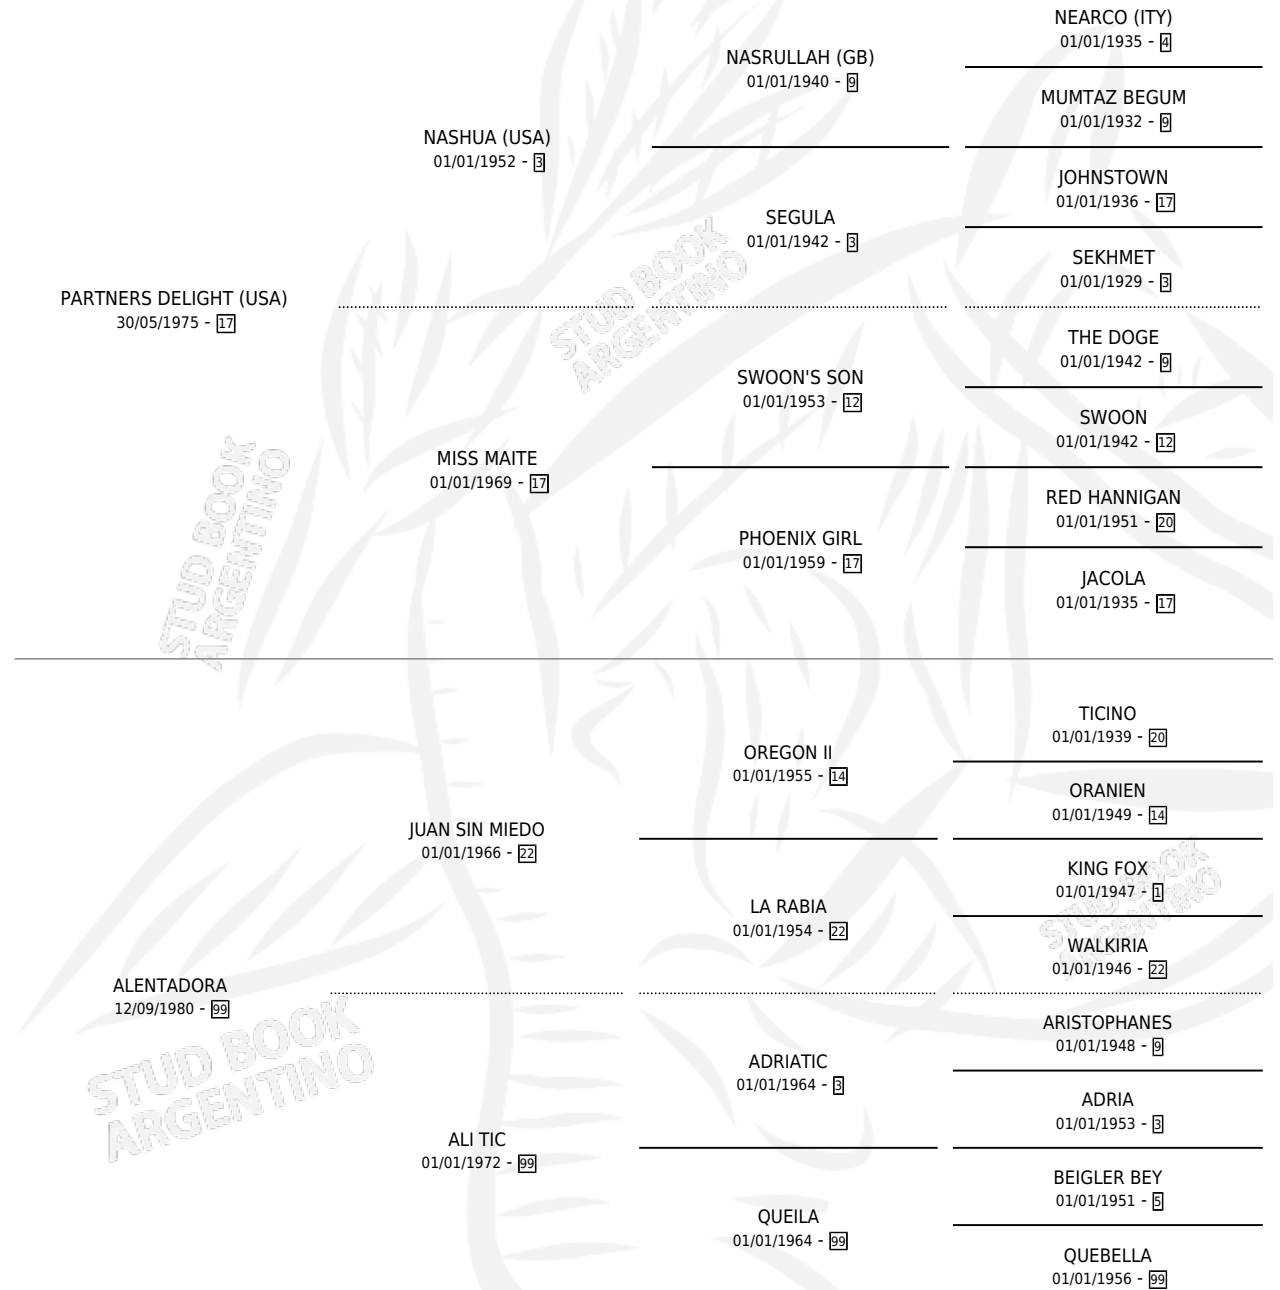 NEARCO (ITY)
01/01/1935 - 4
NASRULLAH (GB)
01/01/1940 - 9
MUMTAZ BEGUM
01/01/1932 - 9
NASHUA (USA)
01/01/1952 - 3
JOHNSTOWN
01/01/1936 - 17
SEGULA
01/01/1942 - 3
SEKHMET
01/01/1929 - 3
PARTNERS DELIGHT (USA)
30/05/1975 - 17
THE DOGE
01/01/1942 - 9
SWOON'S SON
01/01/1953 - 12
SWOON
01/01/1942 - 12
MISS MAITE
01/01/1969 - 17
RED HANNIGAN
01/01/1951 - 20
PHOENIX GIRL
01/01/1959 - 17
JACOLA
01/01/1935 - 17
TICINO
01/01/1939 - 20
OREGON II
01/01/1955 - 14
ORANIEN
01/01/1949 - 14
JUAN SIN MIEDO
01/01/1966 - 22
KING FOX
01/01/1947 - 1
LA RABIA
01/01/1954 - 22
WALKIRIA
01/01/1946 - 22
ALENTADORA
12/09/1980 - 99
ARISTOPHANES
01/01/1948 - 9
ADRIATIC
01/01/1964 - 3
ADRIA
01/01/1953 - 3
ALI TIC
01/01/1972 - 99
BEIGLER BEY
01/01/1951 - 5
QUEILA
01/01/1964 - 99
QUEBELLA
01/01/1956 - 99
STUD BOOK
ARGENTINO
STUD BOOK
ARGENTINO
STUD BOOK
ARGENTINO
STUD BOOK
ARGENTINO